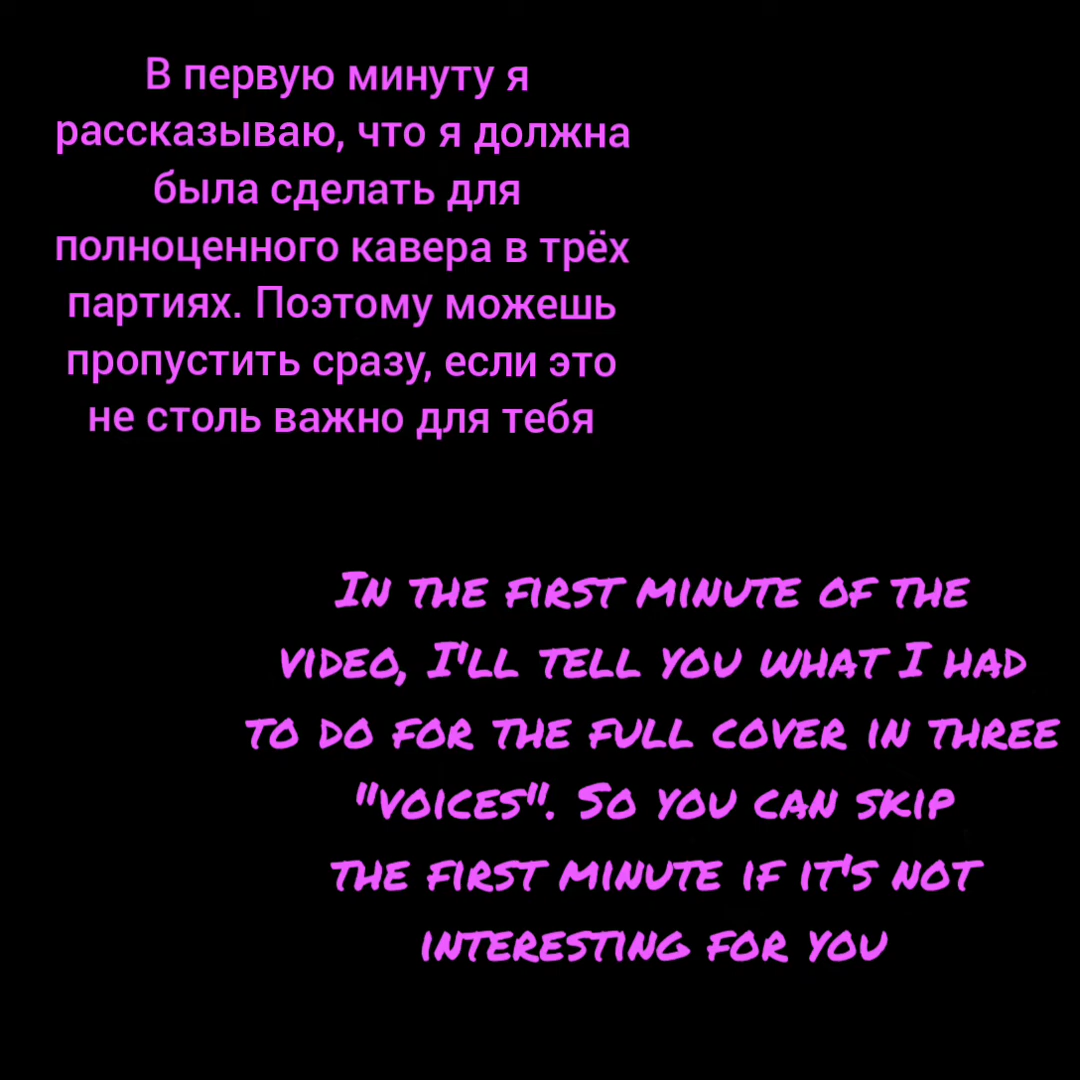 В первую минуту я
рассказываю, что я должна
была сделать для
полноценного кавера в трёх
партиях. Поэтому можешь
пропустить сразу, если это
не столь важно для тебя
In the first minute of the
video, I'll tell you what I had
to do for the full cover in three
"voices". So you can skip
the first minute if it's not
interesting for you